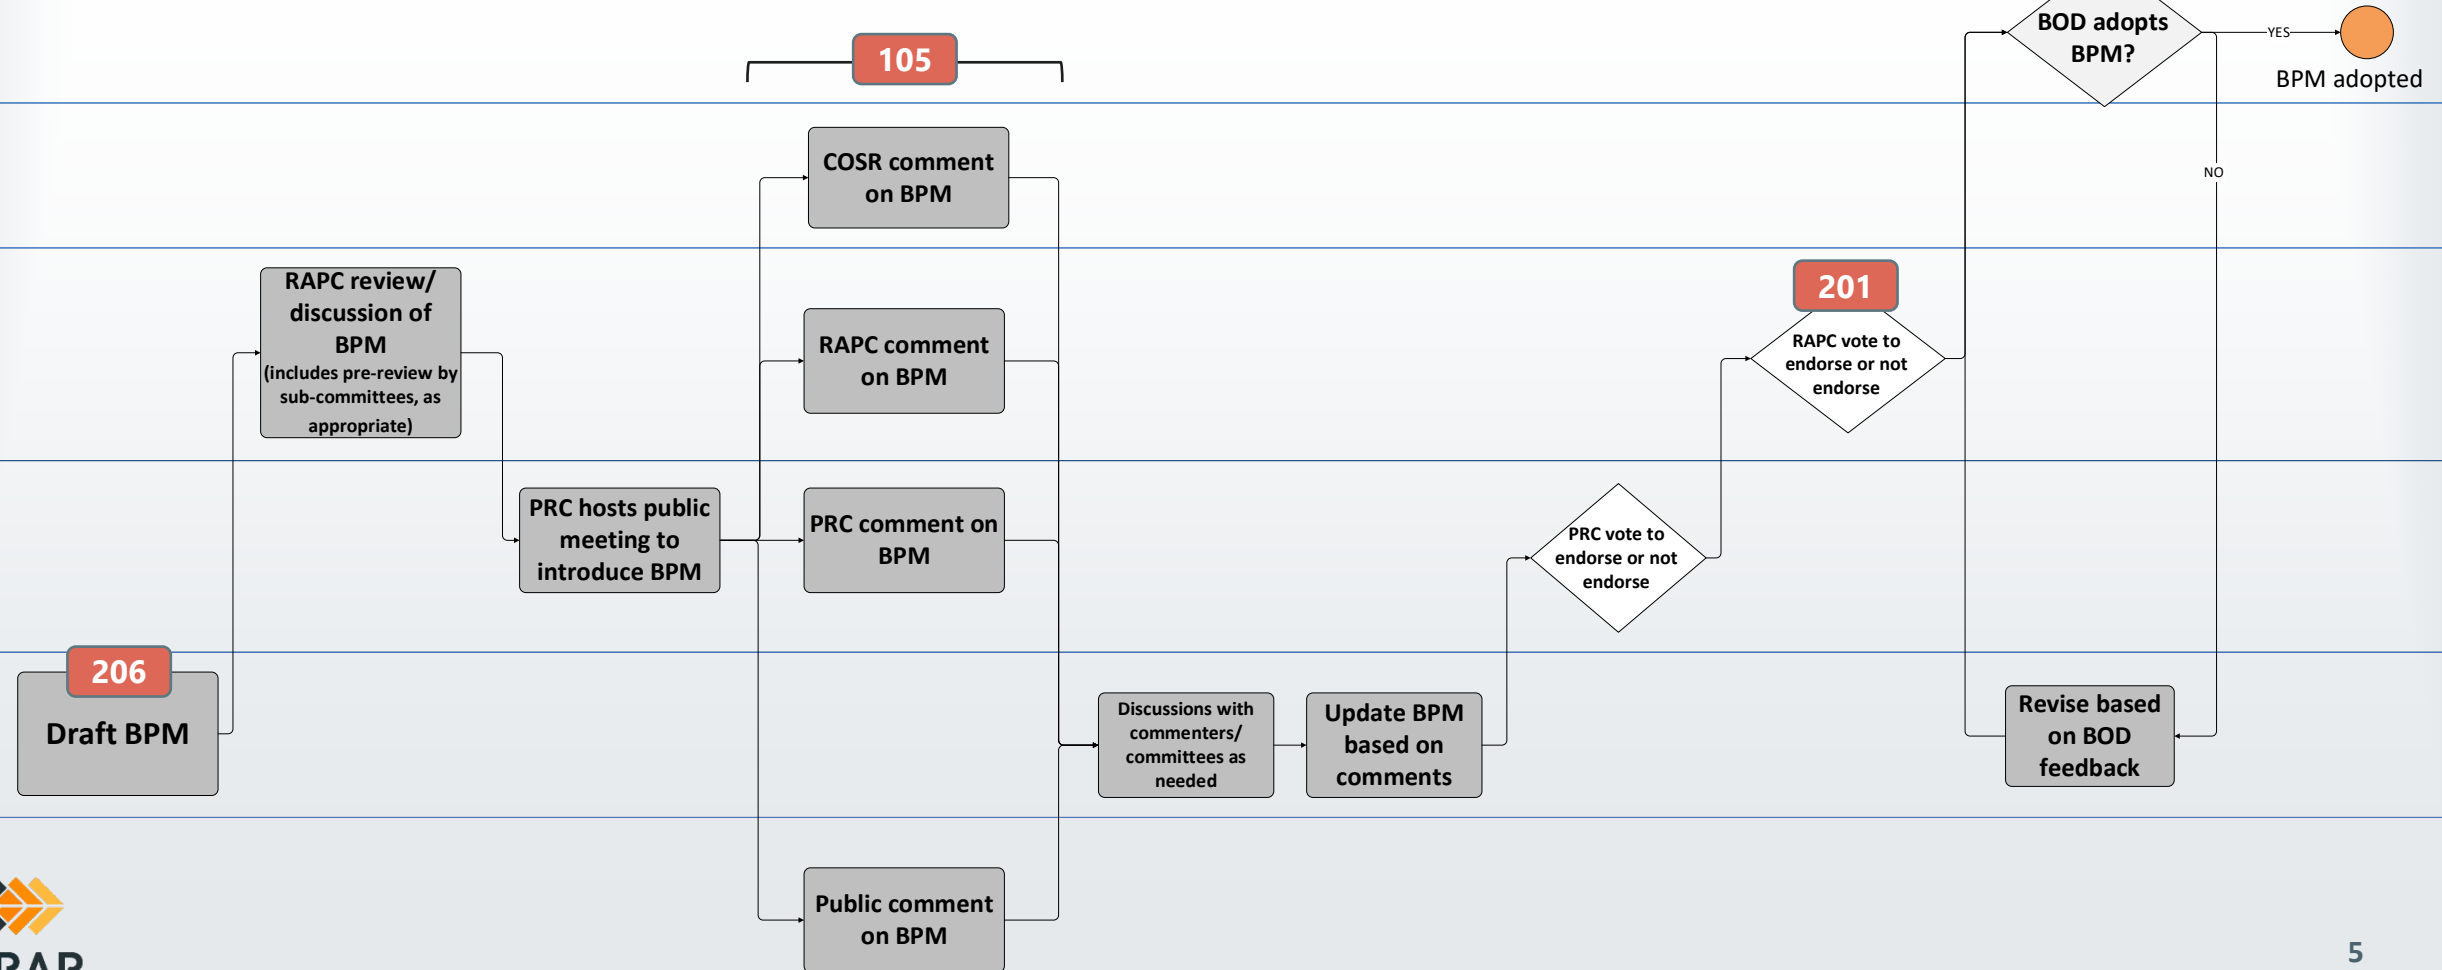 BOD adopts
BPM?
YES
BPM adopted
105
COSR comment
on BPM
NO
RAPC review/
discussion of
BPM
(includes pre-review by
sub-committees, as
appropriate)
RAPC comment
on BPM
201
RAPC vote to
endorse or not
endorse
PRC hosts public
meeting to
introduce BPM
PRC comment on
BPM
PRC vote to
endorse or not
endorse
206
Draft BPM
Discussions with
commenters/
committees as
needed
Update BPM
based on
comments
Revise based
on BOD
feedback
Public comment
on BPM
5